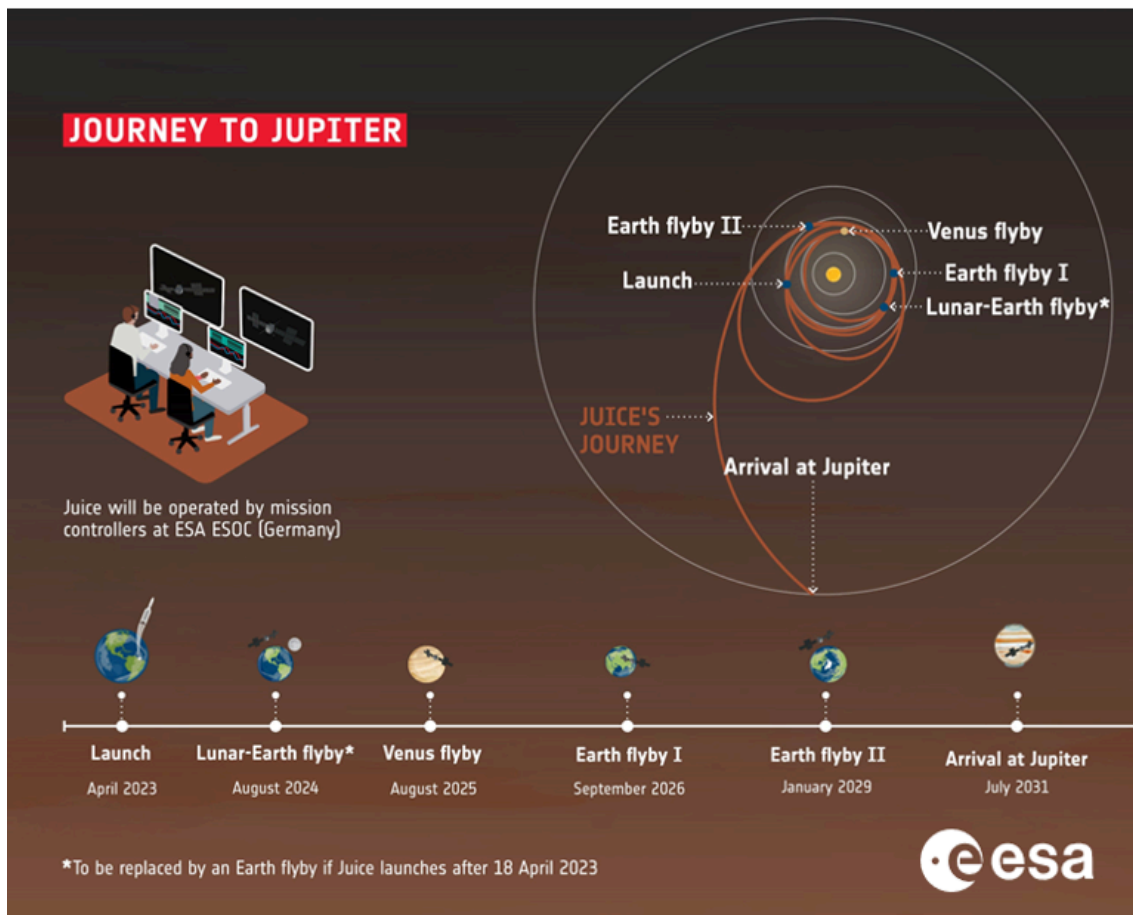 JOURNEY TO JUPITER
Earth flyby II
Venus flyby
Launch
Earth flyby I
Lunar-Earth flyby*
JUICE'S
JOURNEY
Arrival at Jupiter
Juice will be operated by mission
controllers at ESA ESOC (Germany)
Launch
April 2023
Lunar-Earth flyby*
August 2024
Venus flyby
August 2025
Earth flyby I
September 2026
Earth flyby II
January 2029
Arrival at Jupiter
July 2031
*To be replaced by an Earth flyby if Juice launches after 18 April 2023
esa